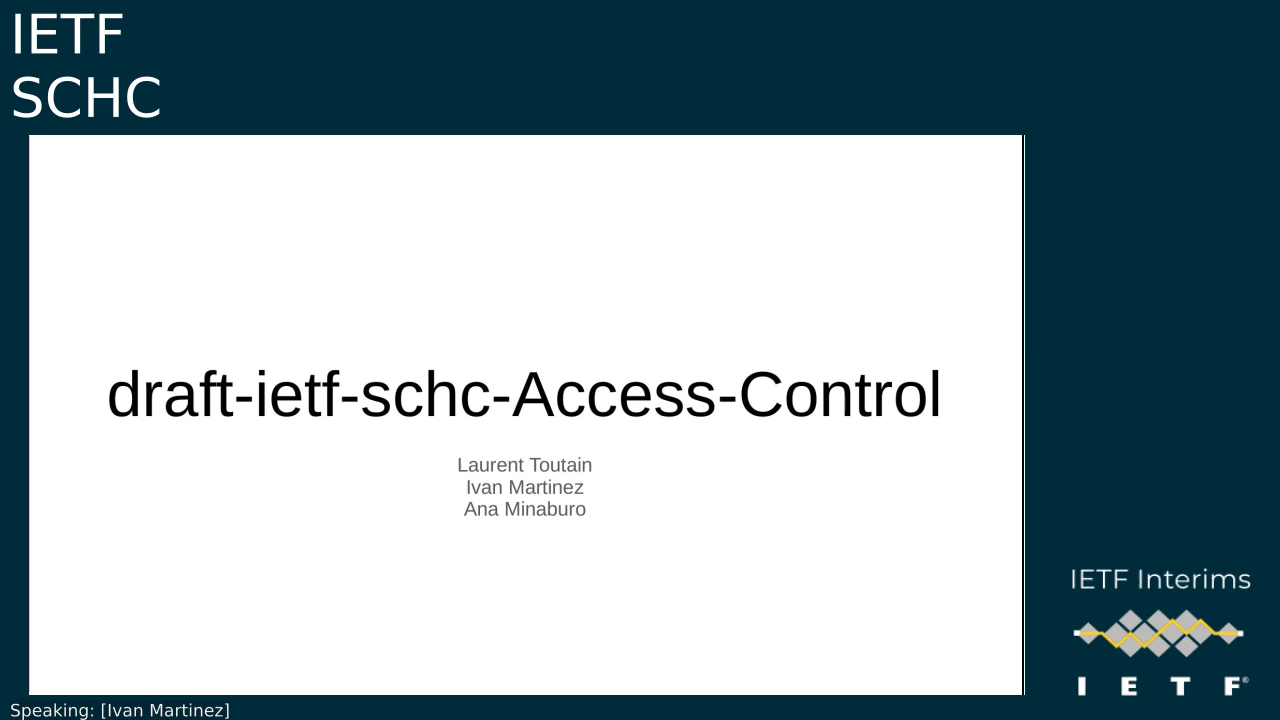 IETF
SCHC
draft-ietf-schc-Access-Control
Laurent Toutain
Ivan Martinez
Ana Minaburo
IETF Interims
I E T F®
Speaking: [Ivan Martinez]